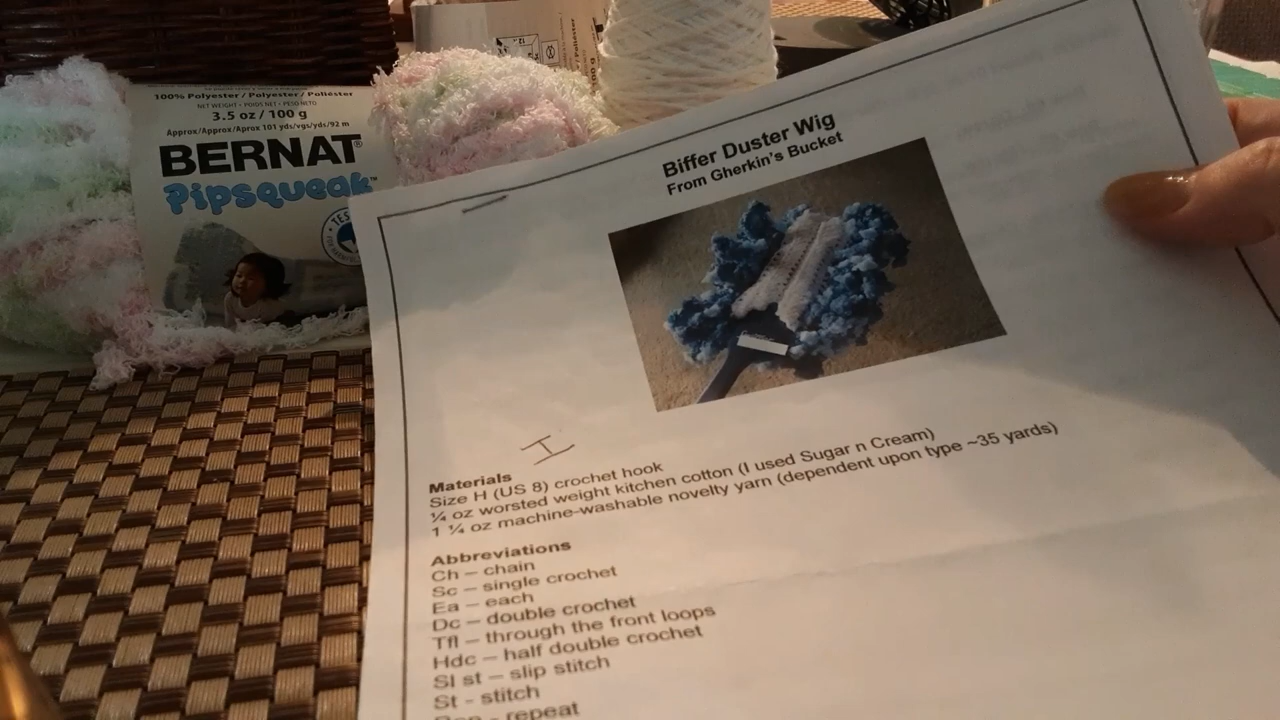 100% Polyester / Polyester / Poliéster
NET WEIGHT • POIDS NET • PESO NETO
3.5 oz / 100 g
Approx/Approx/Aprox 101 yds/vgs/yds/92 m
BERNAT®
Pipsqueak™
TES
Biffer Duster Wig
From Gherkin's Bucket
I
Materials
Size H (US 8) crochet hook
¼ oz worsted weight kitchen cotton (I used Sugar n Cream)
1 ¼ oz machine-washable novelty yarn (dependent upon type ~35 yards)
Abbreviations
Ch – chain
Sc – single crochet
Ea – each
Dc – double crochet
Tfl – through the front loops
Hdc – half double crochet
Sl st – slip stitch
St - stitch
Rep - repeat